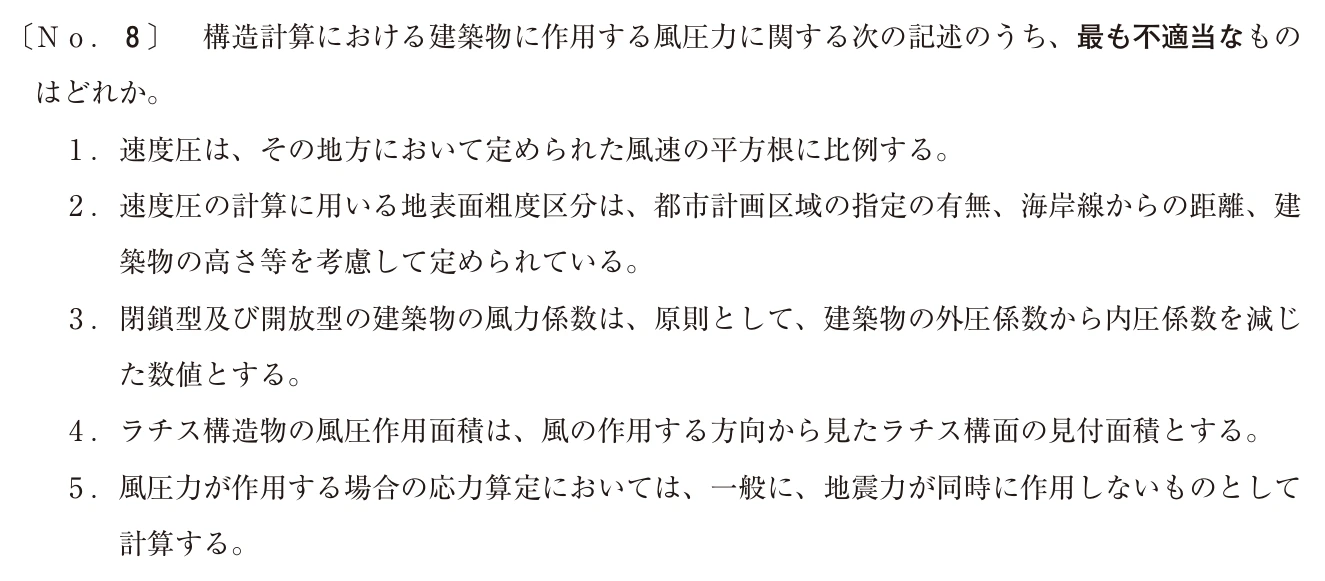 〔Ｎｏ．８〕　構造計算における建築物に作用する風圧力に関する次の記述のうち、最も不適当なもの
はどれか。
１．速度圧は、その地方において定められた風速の平方根に比例する。
２．速度圧の計算に用いる地表面粗度区分は、都市計画区域の指定の有無、海岸線からの距離、建
築物の高さ等を考慮して定められている。
３．閉鎖型及び開放型の建築物の風力係数は、原則として、建築物の外圧係数から内圧係数を減じ
た数値とする。
４．ラチス構造物の風圧作用面積は、風の作用する方向から見たラチス構面の見付面積とする。
５．風圧力が作用する場合の応力算定においては、一般に、地震力が同時に作用しないものとして
計算する。